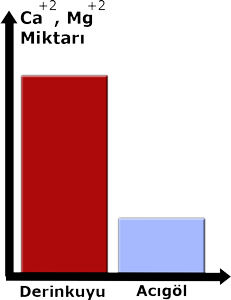 Ca+2, Mg+2
Miktarı
Derinkuyu Acıgöl